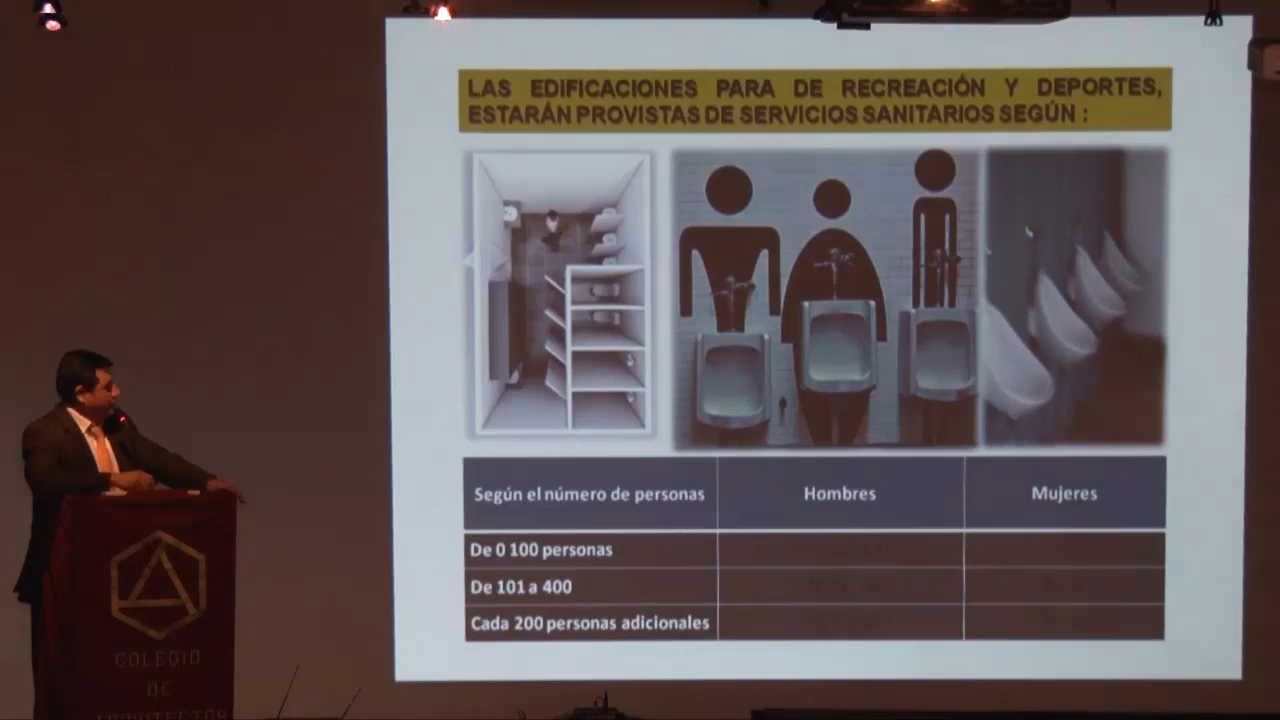 LAS EDIFICACIONES PARA DE RECREACIÓN Y DEPORTES,
ESTARÁN PROVISTAS DE SERVICIOS SANITARIOS SEGÚN :
Según el número de personas
Hombres
Mujeres
De 0 100 personas
De 101 a 400
Cada 200 personas adicionales
COLEGIO
DE
ARQUITECTOS